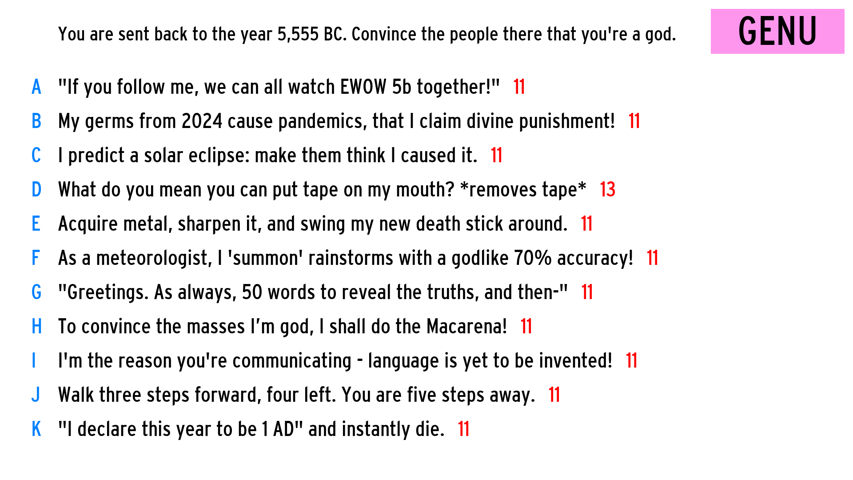 You are sent back to the year 5,555 BC. Convince the people there that you're a god.
GENU
A "If you follow me, we can all watch EWOW 5b together!" 11
B My germs from 2024 cause pandemics, that I claim divine punishment! 11
C I predict a solar eclipse: make them think I caused it. 11
D What do you mean you can put tape on my mouth? *removes tape* 13
E Acquire metal, sharpen it, and swing my new death stick around. 11
F As a meteorologist, I 'summon' rainstorms with a godlike 70% accuracy! 11
G "Greetings. As always, 50 words to reveal the truths, and then-" 11
H To convince the masses I’m god, I shall do the Macarena! 11
I I'm the reason you're communicating - language is yet to be invented! 11
J Walk three steps forward, four left. You are five steps away. 11
K "I declare this year to be 1 AD" and instantly die. 11